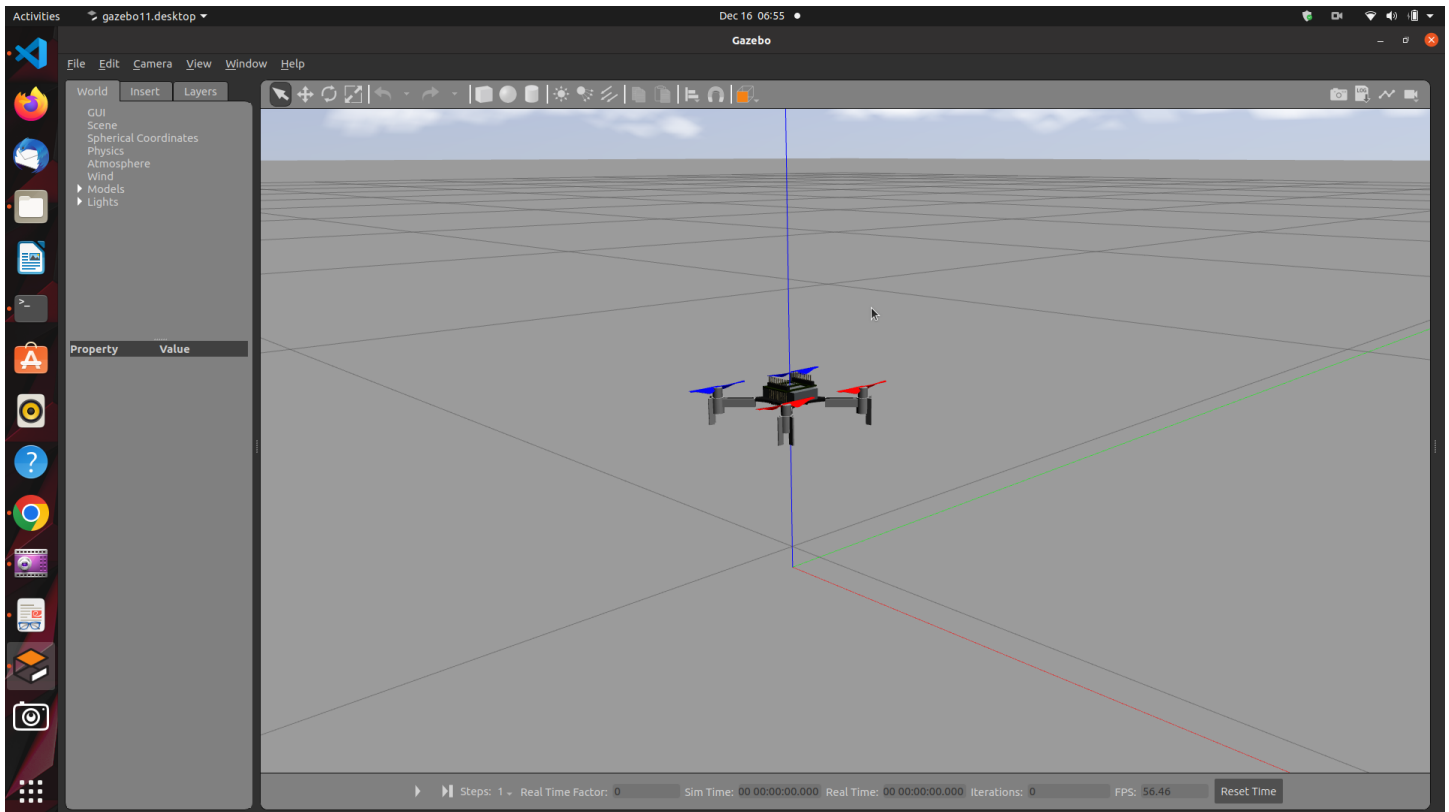 Activities gazebo11.desktop Dec 16 06:55
Gazebo
File Edit Camera View Window Help
World Insert Layers
GUI
Scene
Spherical Coordinates
Physics
Atmosphere
Wind
Models
Lights
Property Value
Steps: 1 Real Time Factor: 0 Sim Time: 00 00:00:00.000 Real Time: 00 00:00:00.000 Iterations: 0 FPS: 56.46 Reset Time